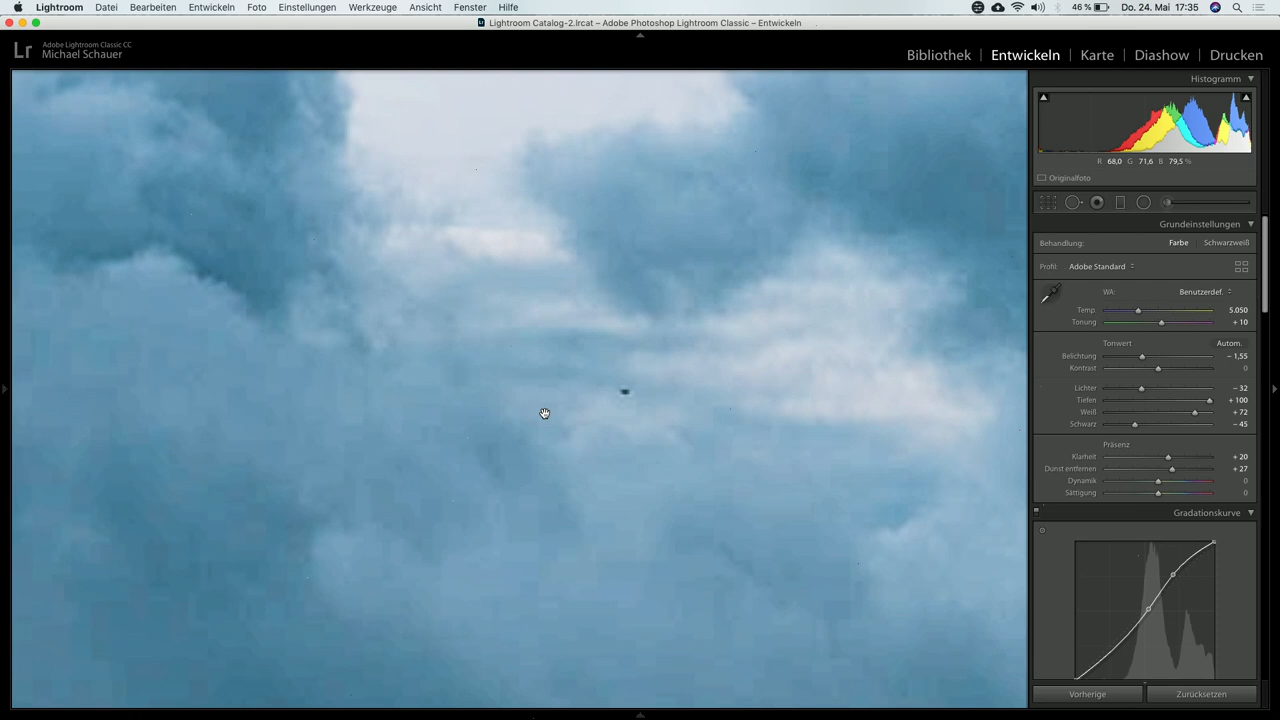 Lightroom Datei Bearbeiten Entwickeln Foto Einstellungen Werkzeuge Ansicht Fenster Hilfe 46 % Do. 24. Mai 17:35
Lightroom Catalog-2.lrcat – Adobe Photoshop Lightroom Classic – Entwickeln
Lr Adobe Lightroom Classic CC
Michael Schauer
Bibliothek | Entwickeln | Karte | Diashow | Drucken
Histogramm
R 68,0 G 71,6 B 79,5 %
Originalfoto
Grundeinstellungen
Behandlung: Farbe Schwarzweiß
Profil: Adobe Standard
WA: Benutzerdef.
Temp. 5.050
Tonung + 10
Tonwert Autom.
Belichtung − 1,55
Kontrast 0
Lichter − 32
Tiefen + 100
Weiß + 72
Schwarz − 45
Präsenz
Klarheit + 20
Dunst entfernen + 27
Dynamik 0
Sättigung 0
Gradationskurve
Vorherige Zurücksetzen